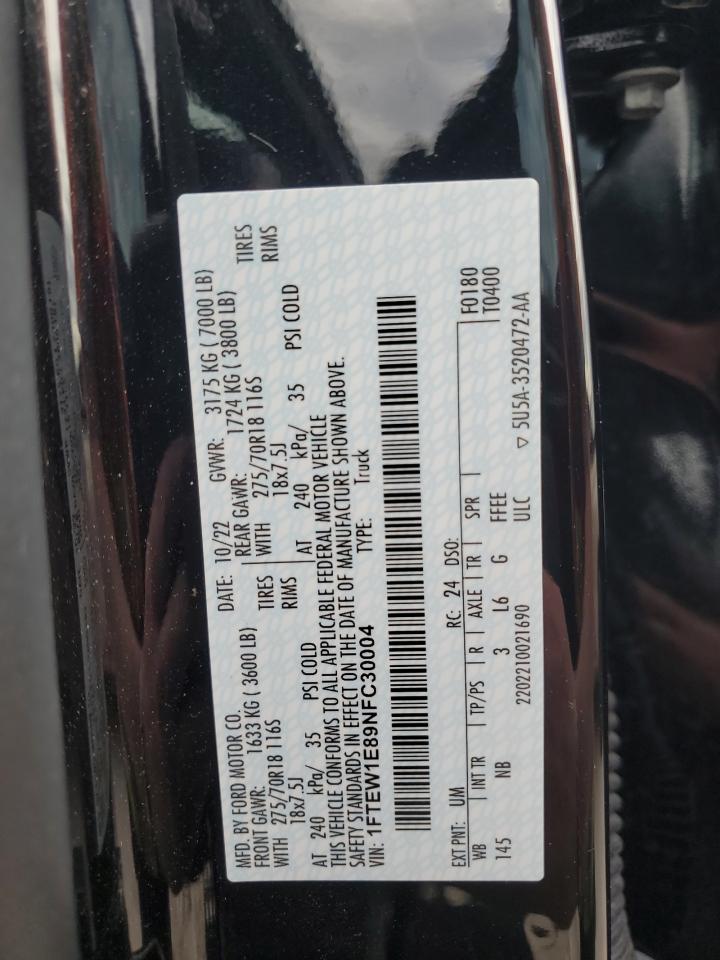 MFD. BY FORD MOTOR CO. DATE: 10/22 GVWR: 3175 KG ( 7000 LB)
FRONT GAWR: 1633 KG ( 3600 LB) REAR GAWR: 1724 KG ( 3800 LB)
WITH 275/70R18 116S TIRES WITH 275/70R18 116S TIRES
18x7.5J RIMS 18x7.5J RIMS
AT 240 kPa/ 35 PSI COLD AT 240 kPa/ 35 PSI COLD
THIS VEHICLE CONFORMS TO ALL APPLICABLE FEDERAL MOTOR VEHICLE
SAFETY STANDARDS IN EFFECT ON THE DATE OF MANUFACTURE SHOWN ABOVE.
VIN: 1FTEW1E89NFC30004 TYPE: Truck
EXT PNT: UM RC: 24 DSO: F0180
WB INT TR TP/PS R AXLE TR SPR T0400
145 NB 3 L6 G FFEE
2202210021690 ULC ▽ 5U5A-3520472-AA